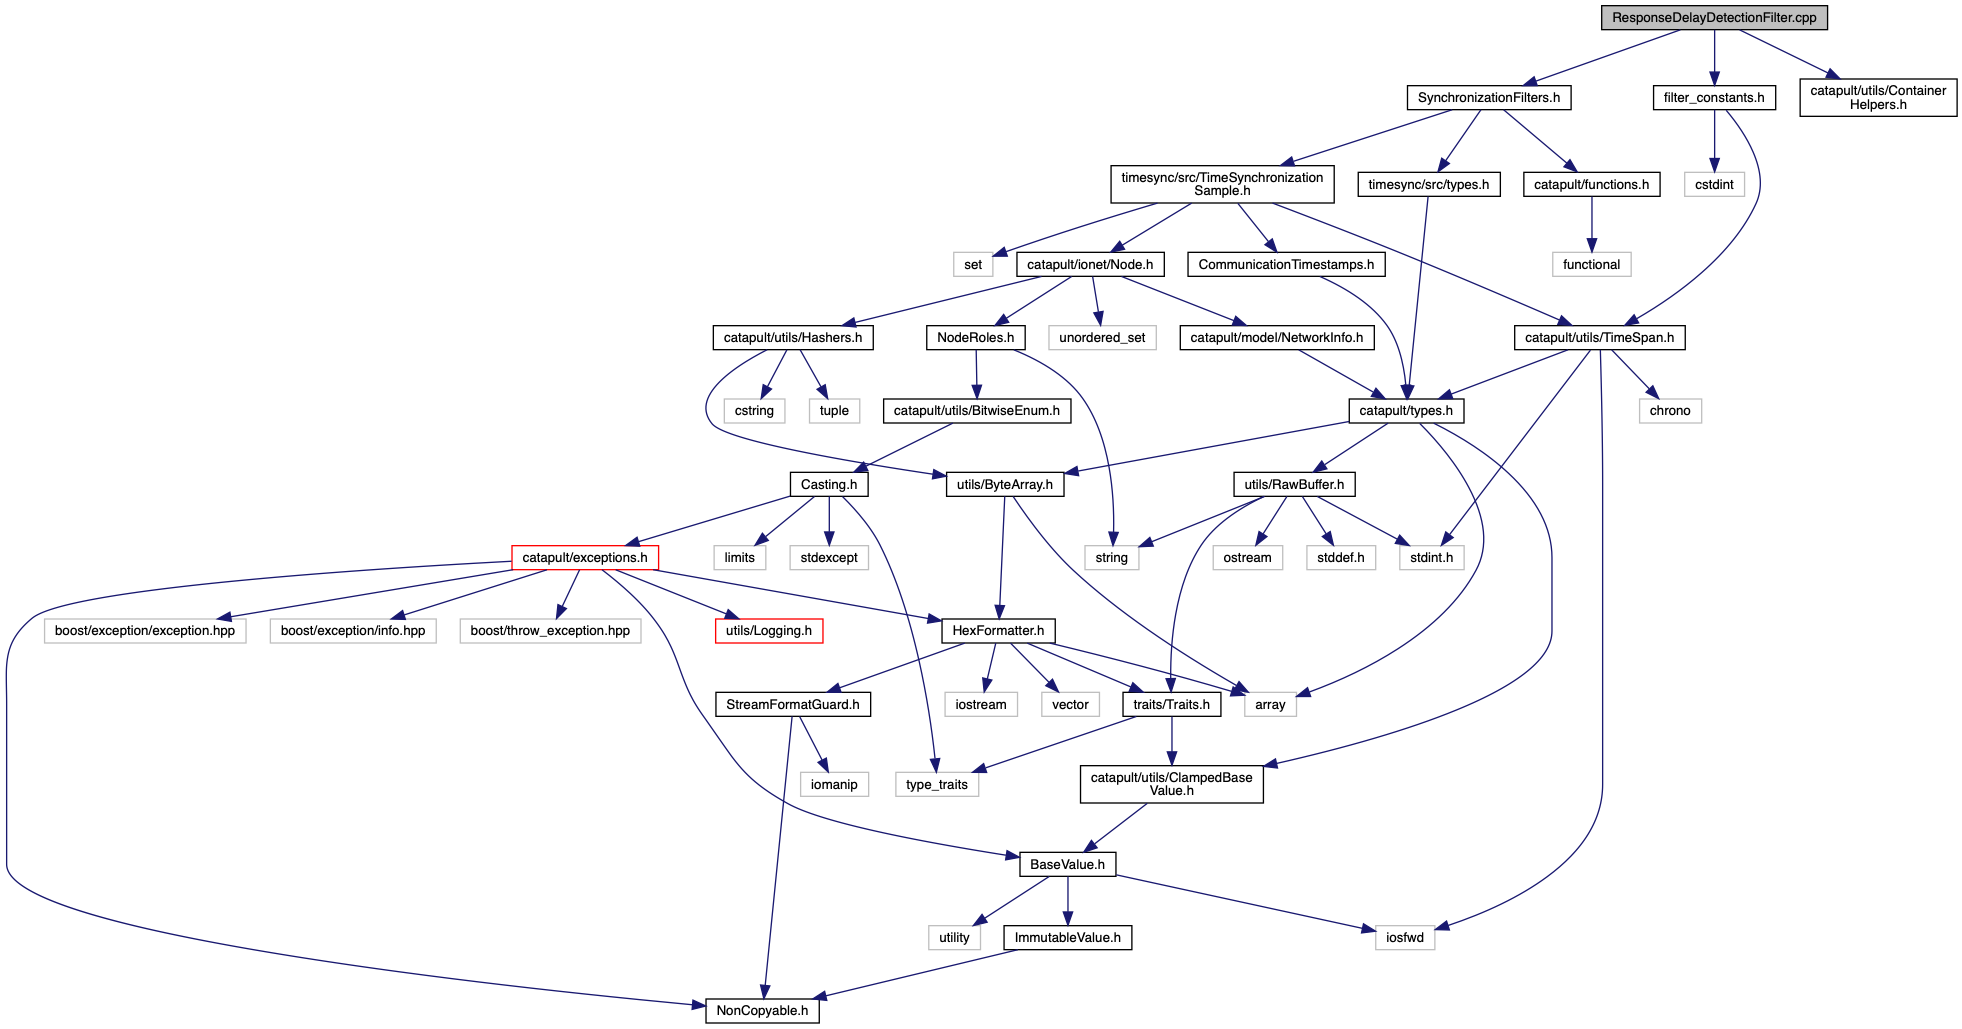 ResponseDelayDetectionFilter.cpp
SynchronizationFilters.h
filter_constants.h
catapult/utils/Container
Helpers.h
timesync/src/TimeSynchronization
Sample.h
timesync/src/types.h
catapult/functions.h
cstdint
set
catapult/ionet/Node.h
CommunicationTimestamps.h
functional
catapult/utils/Hashers.h
NodeRoles.h
unordered_set
catapult/model/NetworkInfo.h
catapult/utils/TimeSpan.h
cstring
tuple
catapult/utils/BitwiseEnum.h
catapult/types.h
chrono
Casting.h
utils/ByteArray.h
utils/RawBuffer.h
catapult/exceptions.h
limits
stdexcept
string
ostream
stddef.h
stdint.h
boost/exception/exception.hpp
boost/exception/info.hpp
boost/throw_exception.hpp
utils/Logging.h
HexFormatter.h
StreamFormatGuard.h
iostream
vector
traits/Traits.h
array
iomanip
type_traits
catapult/utils/ClampedBase
Value.h
BaseValue.h
utility
ImmutableValue.h
iosfwd
NonCopyable.h